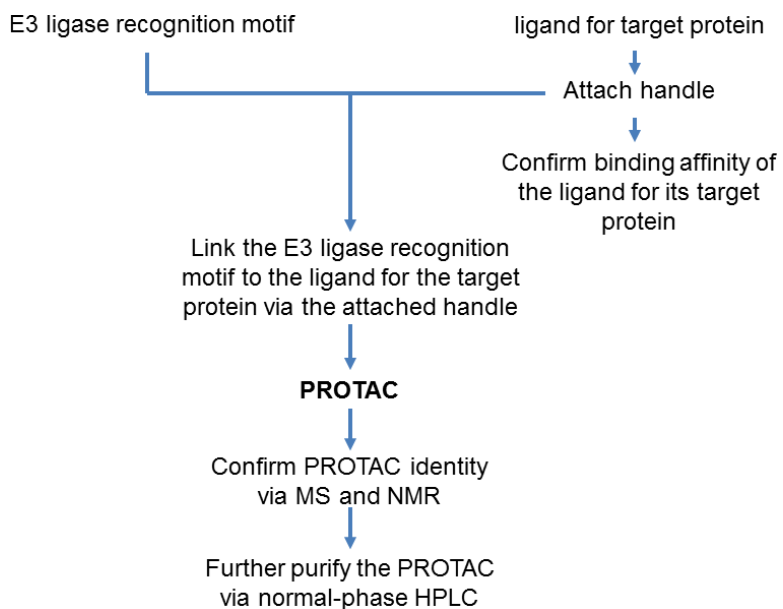 E3 ligase recognition motif
ligand for target protein
Attach handle
Confirm binding affinity of
the ligand for its target
protein
Link the E3 ligase recognition
motif to the ligand for the target
protein via the attached handle
PROTAC
Confirm PROTAC identity
via MS and NMR
Further purify the PROTAC
via normal-phase HPLC